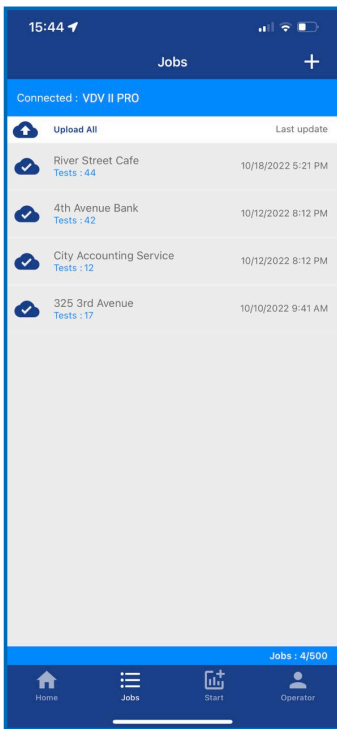 15:44
Jobs
+
Connected : VDV II PRO
Upload All Last update
River Street Cafe
Tests : 44
10/18/2022 5:21 PM
4th Avenue Bank
Tests : 42
10/12/2022 8:12 PM
City Accounting Service
Tests : 12
10/12/2022 8:12 PM
325 3rd Avenue
Tests : 17
10/10/2022 9:41 AM
Jobs : 4/500
Home Jobs Start Operator